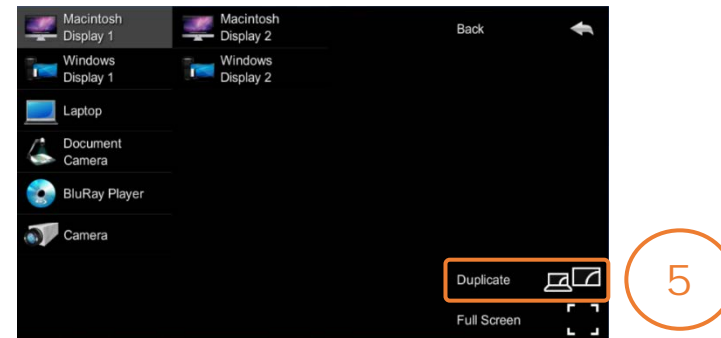 Macintosh
Display 1
Macintosh
Display 2
Back
Windows
Display 1
Windows
Display 2
Laptop
Document
Camera
BluRay Player
Camera
Duplicate
5
Full Screen